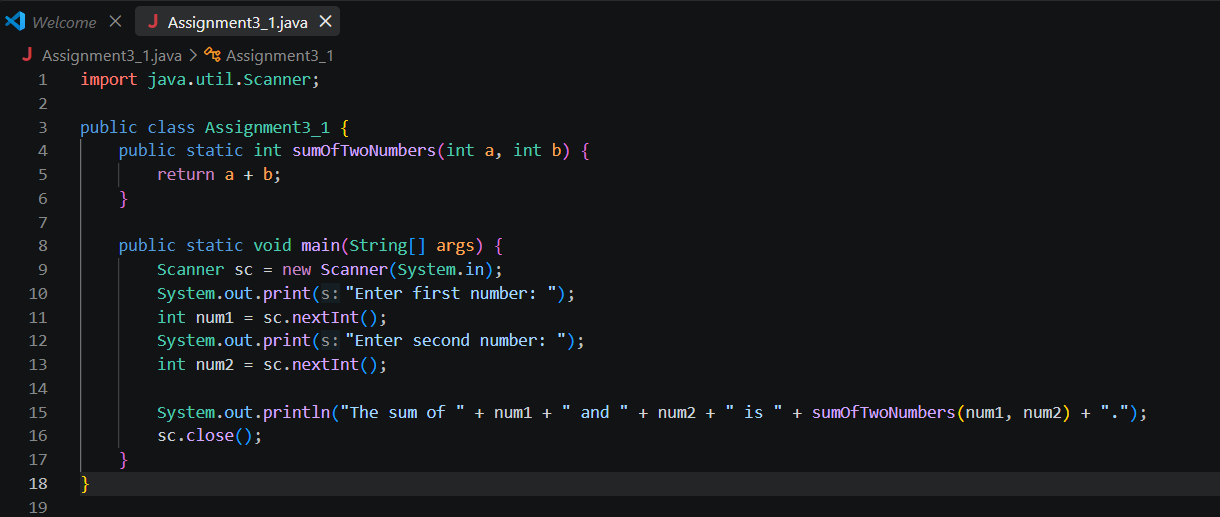 Welcome × J Assignment3_1.java ×
J Assignment3_1.java > Assignment3_1
1 import java.util.Scanner;
2
3 public class Assignment3_1 {
4 public static int sumOfTwoNumbers(int a, int b) {
5 return a + b;
6 }
7
8 public static void main(String[] args) {
9 Scanner sc = new Scanner(System.in);
10 System.out.print(s: "Enter first number: ");
11 int num1 = sc.nextInt();
12 System.out.print(s: "Enter second number: ");
13 int num2 = sc.nextInt();
14
15 System.out.println("The sum of " + num1 + " and " + num2 + " is " + sumOfTwoNumbers(num1, num2) + ".");
16 sc.close();
17 }
18 }
19